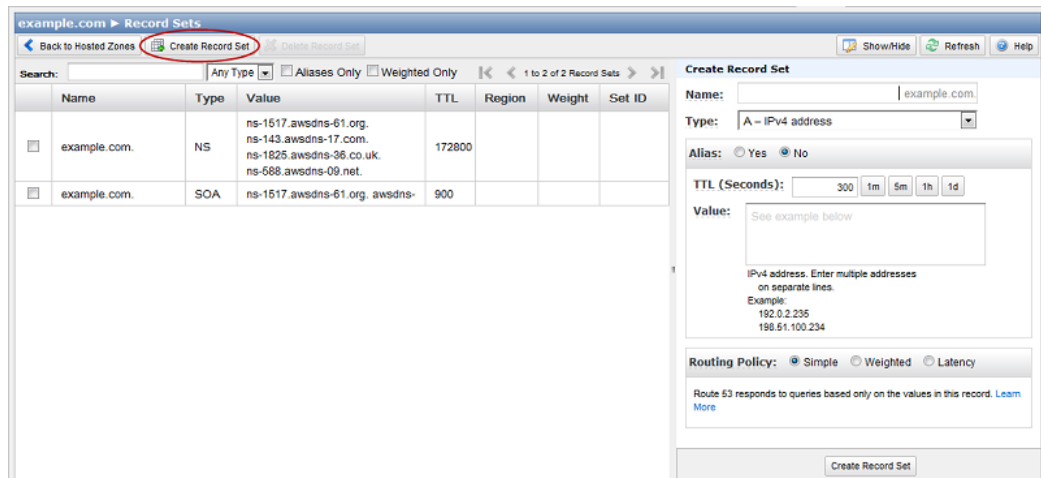 example.com ► Record Sets
Back to Hosted Zones Create Record Set Delete Record Set Show/Hide Refresh Help
Search: Any Type Aliases Only Weighted Only 1 to 2 of 2 Record Sets
Name Type Value TTL Region Weight Set ID
example.com. NS ns-1517.awsdns-61.org. 172800
ns-143.awsdns-17.com.
ns-1825.awsdns-36.co.uk.
ns-588.awsdns-09.net.
example.com. SOA ns-1517.awsdns-61.org. awsdns- 900
Create Record Set
Name: example.com.
Type: A – IPv4 address
Alias: Yes No
TTL (Seconds): 300 1m 5m 1h 1d
Value: See example below
IPv4 address. Enter multiple addresses
on separate lines.
Example:
192.0.2.235
198.51.100.234
Routing Policy: Simple Weighted Latency
Route 53 responds to queries based only on the values in this record. Learn
More
Create Record Set